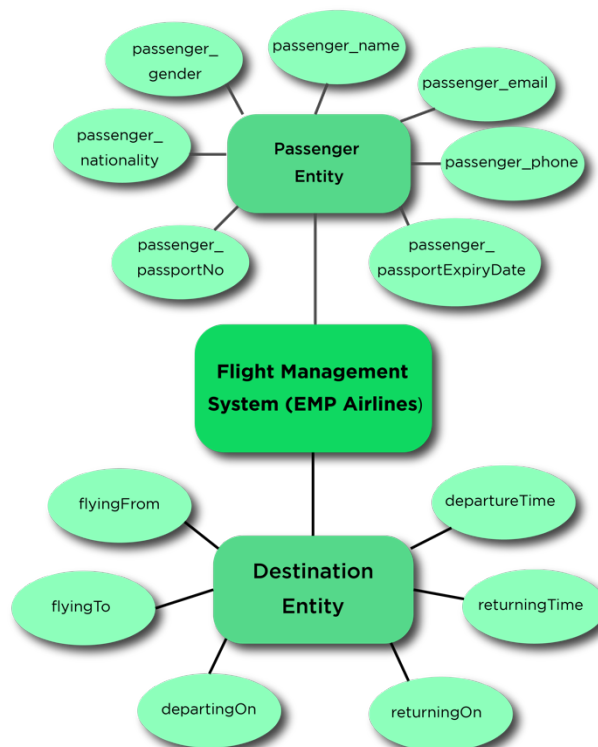 passenger_name
passenger_
gender
passenger_email
passenger_
nationality
Passenger
Entity
passenger_phone
passenger_
passportNo
passenger_
passportExpiryDate
Flight Management
System (EMP Airlines)
flyingFrom
departureTime
Destination
Entity
flyingTo
returningTime
departingOn
returningOn